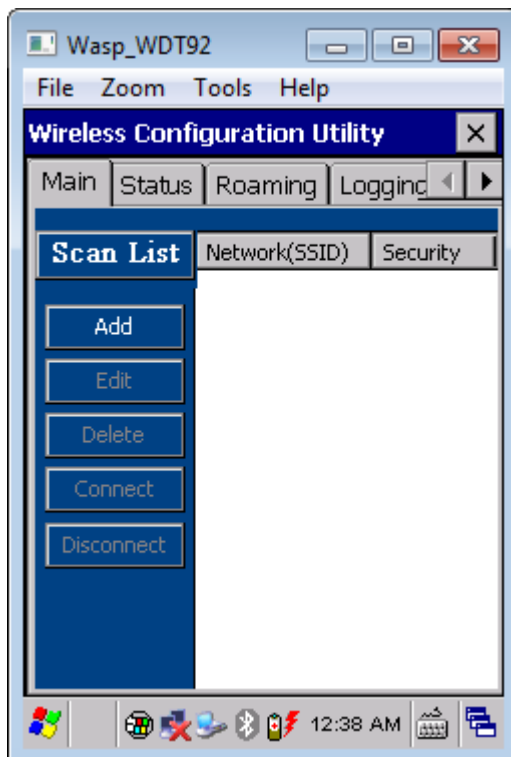 Wasp_WDT92
File Zoom Tools Help
Wireless Configuration Utility
Main Status Roaming Logging
Scan List Network(SSID) Security
Add
Edit
Delete
Connect
Disconnect
12:38 AM